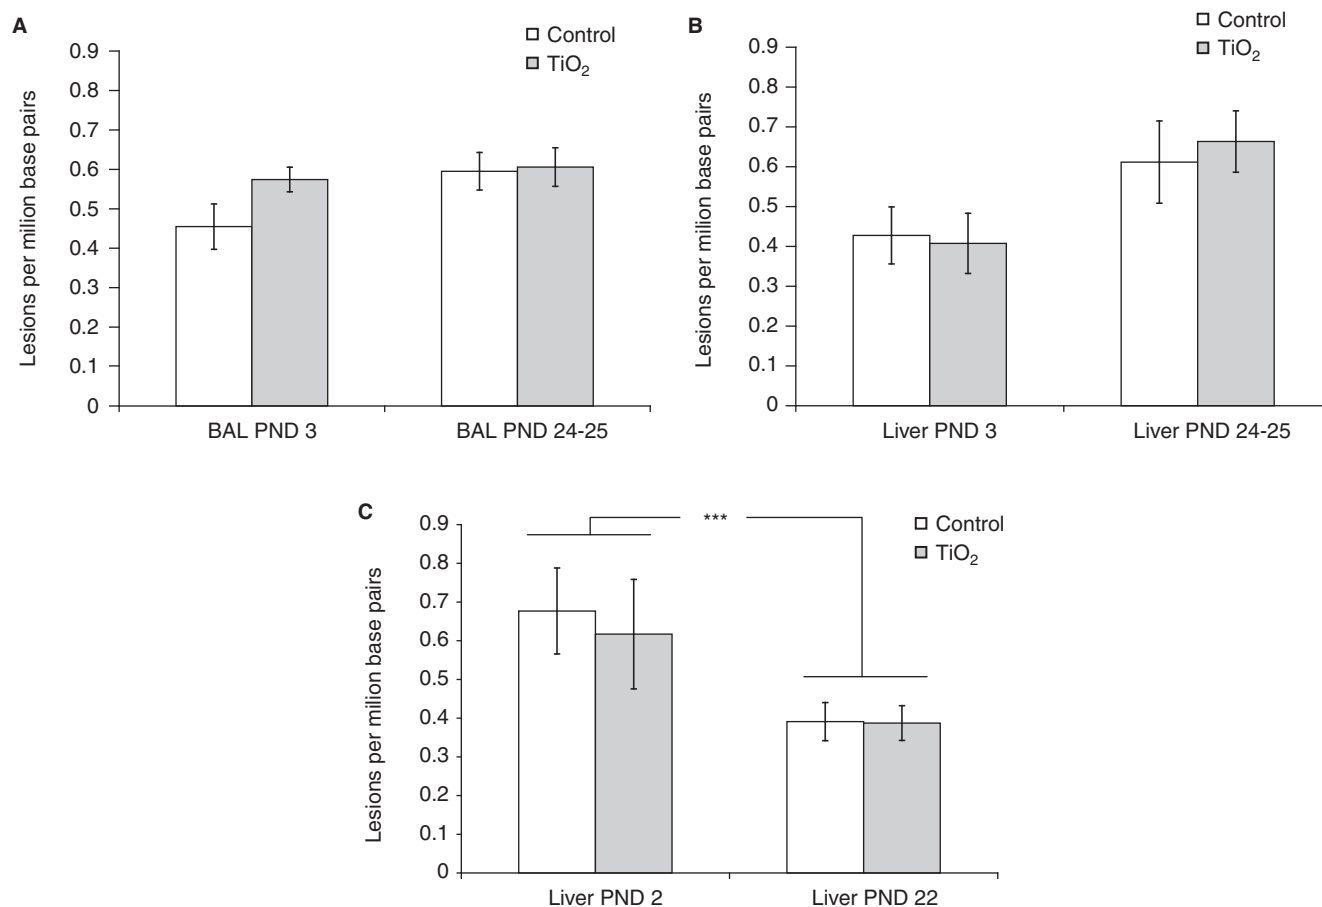 A
Control
TiO2
Lesions per milion base pairs
0.9
0.8
0.7
0.6
0.5
0.4
0.3
0.2
0.1
0
BAL PND 3
BAL PND 24-25
B
Control
TiO2
Lesions per milion base pairs
0.9
0.8
0.7
0.6
0.5
0.4
0.3
0.2
0.1
0
Liver PND 3
Liver PND 24-25
C
***
Control
TiO2
Lesions per milion base pairs
0.9
0.8
0.7
0.6
0.5
0.4
0.3
0.2
0.1
0
Liver PND 2
Liver PND 22